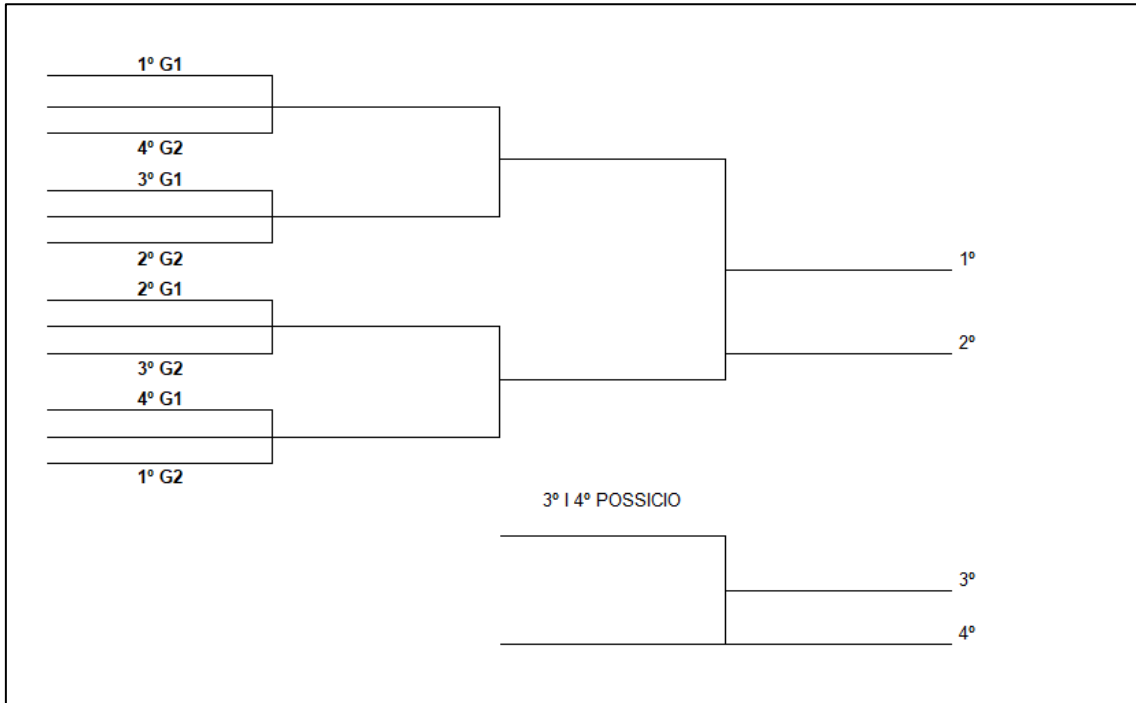 1º G1
4º G2
3º G1
2º G2
2º G1
3º G2
4º G1
1º G2
1º
2º
3º I 4º POSSICIO
3º
4º